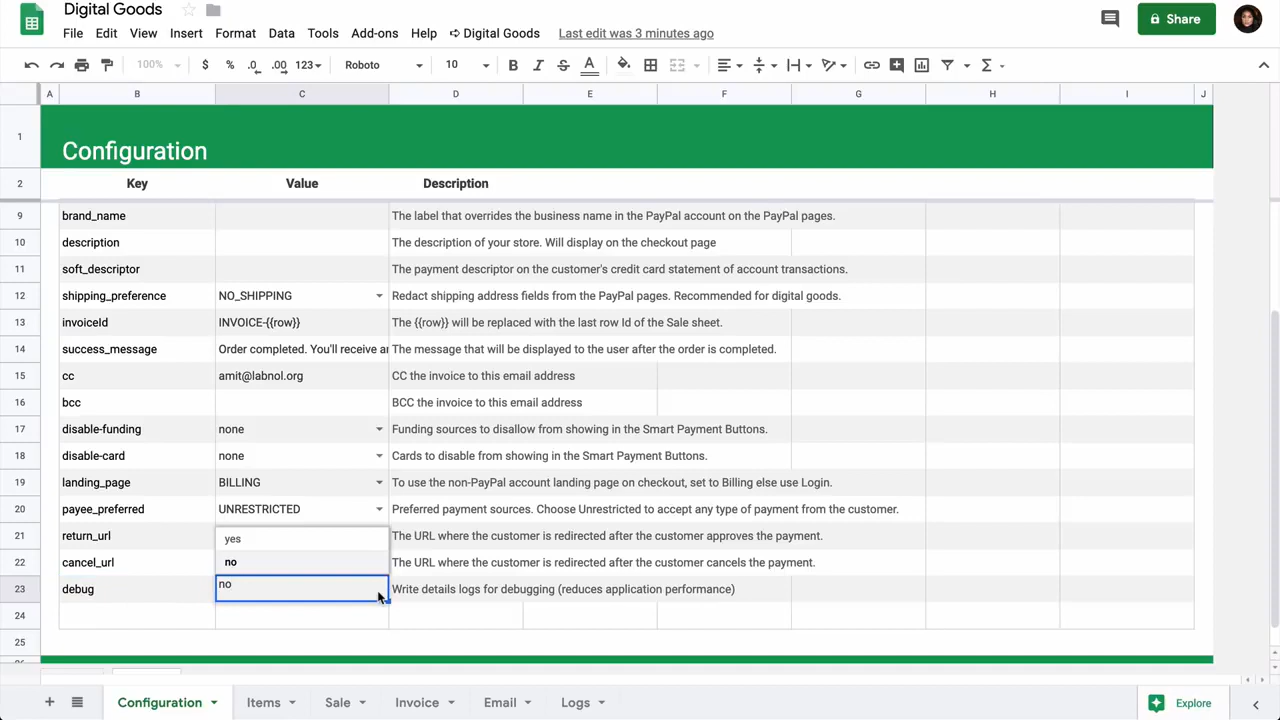 Digital Goods
File Edit View Insert Format Data Tools Add-ons Help Digital Goods Last edit was 3 minutes ago
Share
100% $ % .0 .00 123 Roboto 10 B I S A
A B C D E F G H I J
1 Configuration
2 Key Value Description
9 brand_name The label that overrides the business name in the PayPal account on the PayPal pages.
10 description The description of your store. Will display on the checkout page
11 soft_descriptor The payment descriptor on the customer's credit card statement of account transactions.
12 shipping_preference NO_SHIPPING Redact shipping address fields from the PayPal pages. Recommended for digital goods.
13 invoiceId INVOICE-{{row}} The {{row}} will be replaced with the last row Id of the Sale sheet.
14 success_message Order completed. You'll receive an The message that will be displayed to the user after the order is completed.
15 cc amit@labnol.org CC the invoice to this email address
16 bcc BCC the invoice to this email address
17 disable-funding none Funding sources to disallow from showing in the Smart Payment Buttons.
18 disable-card none Cards to disable from showing in the Smart Payment Buttons.
19 landing_page BILLING To use the non-PayPal account landing page on checkout, set to Billing else use Login.
20 payee_preferred UNRESTRICTED Preferred payment sources. Choose Unrestricted to accept any type of payment from the customer.
21 return_url yes The URL where the customer is redirected after the customer approves the payment.
22 cancel_url no The URL where the customer is redirected after the customer cancels the payment.
23 debug no Write details logs for debugging (reduces application performance)
24
25
Configuration Items Sale Invoice Email Logs Explore